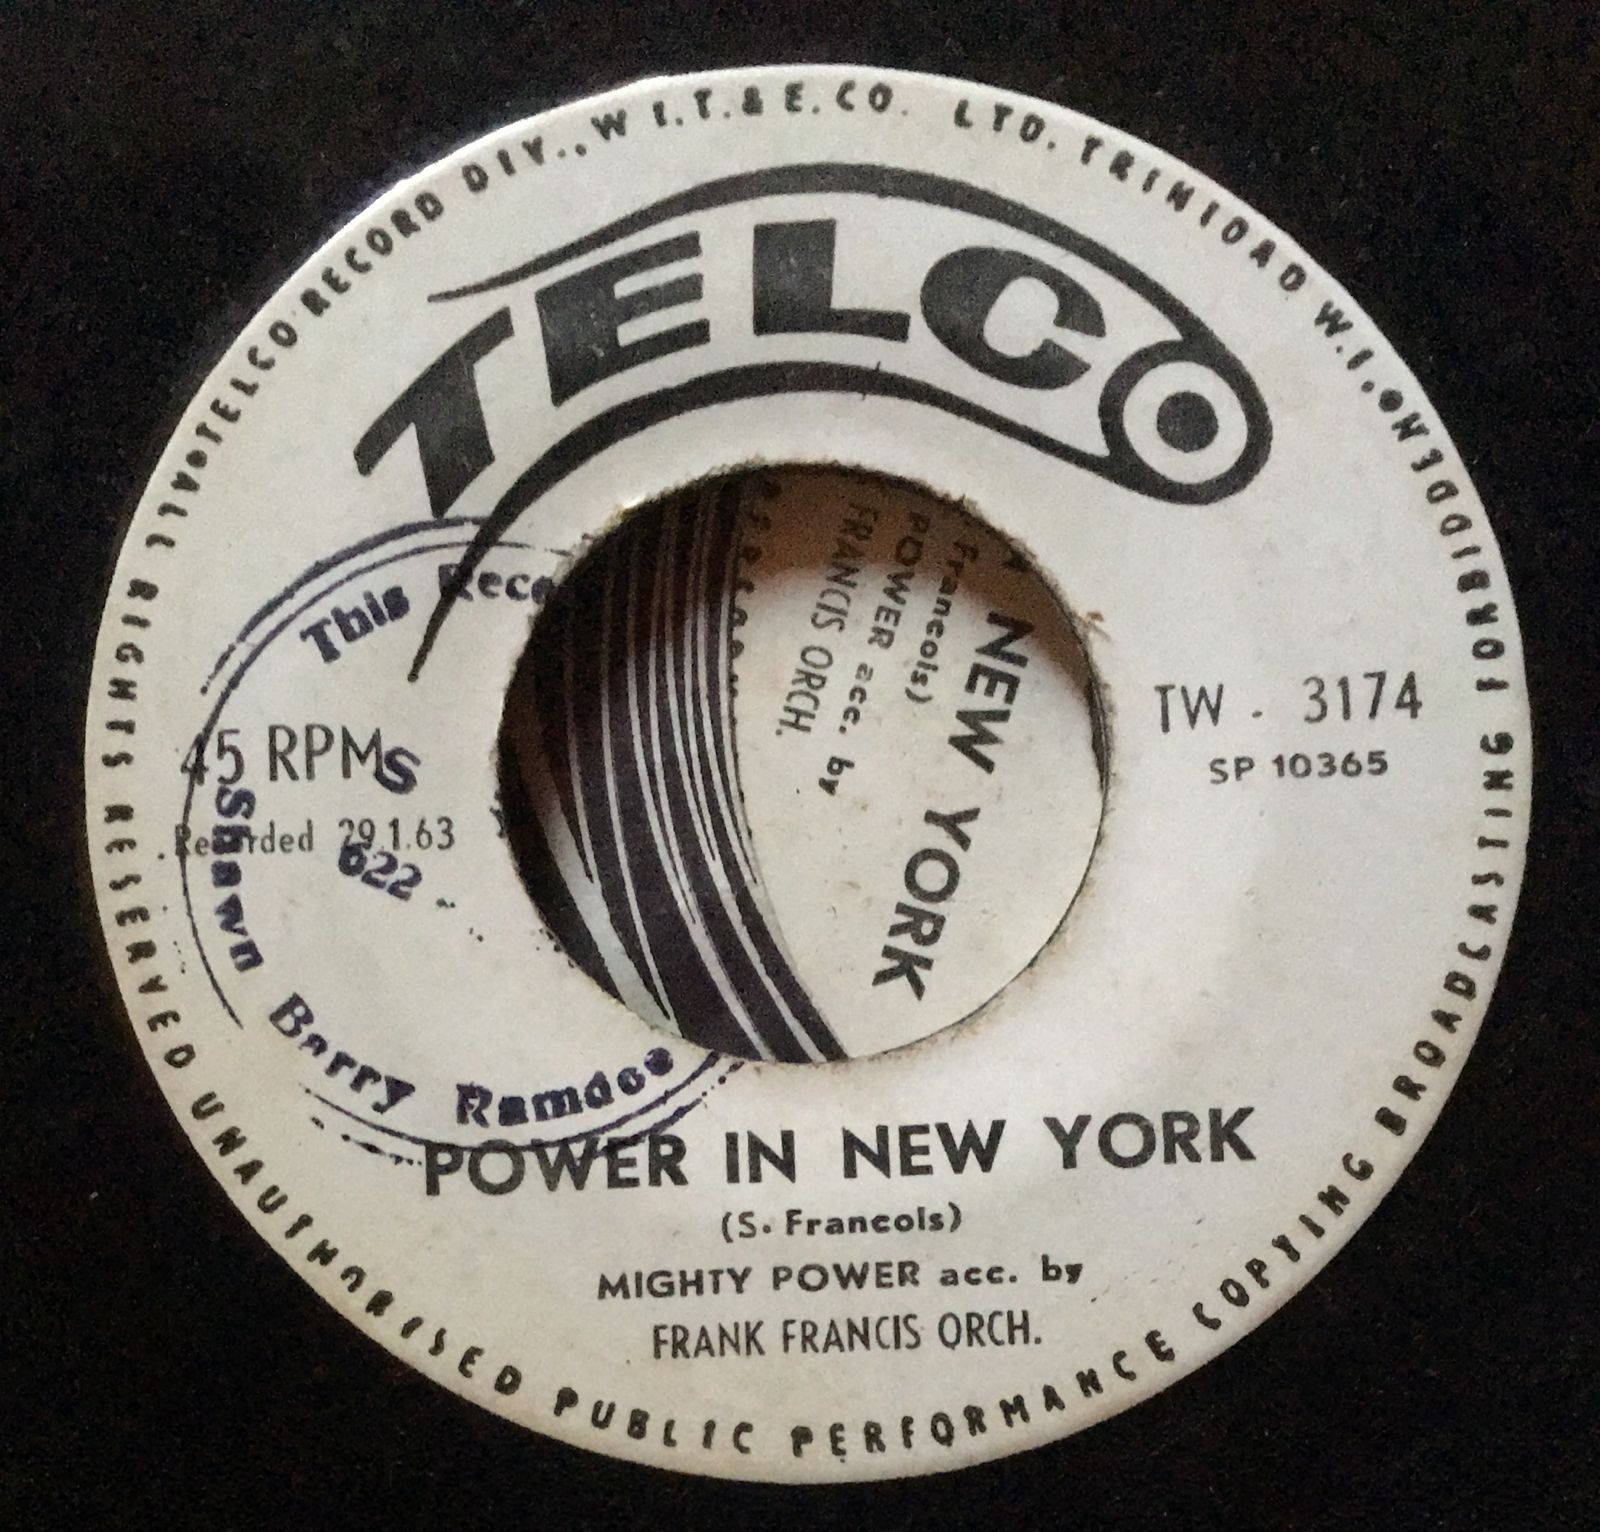 TELCO RECORD DIV., W I.T. & E. CO. LTD. TRINIDAD W.I.
TELCO
This Reco
45 RPM
TW - 3174
SP 10365
Recorded 29.1.63
622
Shawn Barry Ramdoo
NEW YORK
Francois)
POWER acc. by
FRANCIS ORCH.
POWER IN NEW YORK
(S. Francois)
MIGHTY POWER acc. by
FRANK FRANCIS ORCH.
ALL RIGHTS RESERVED UNAUTHORISED PUBLIC PERFORMANCE COPYING BROADCASTING FORBIDDEN